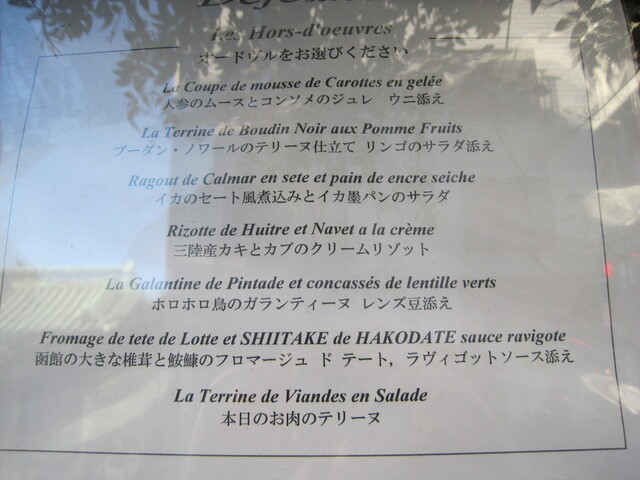 Les Hors-d'oeuvres
オードヴルをお選びください
La Coupe de mousse de Carottes en gelée
人参のムースとコンソメのジュレ　ウニ添え
La Terrine de Boudin Noir aux Pomme Fruits
ブーダン・ノワールのテリーヌ仕立て リンゴのサラダ添え
Ragout de Calmar en sete et pain de encre seiche
イカのセート風煮込みとイカ墨パンのサラダ
Rizotte de Huitre et Navet a la crème
三陸産カキとカブのクリームリゾット
La Galantine de Pintade et concassés de lentille verts
ホロホロ鳥のガランティーヌ レンズ豆添え
Fromage de tete de Lotte et SHIITAKE de HAKODATE sauce ravigote
函館の大きな椎茸と鮟鱇のフロマージュ ド テート，ラヴィゴットソース添え
La Terrine de Viandes en Salade
本日のお肉のテリーヌ